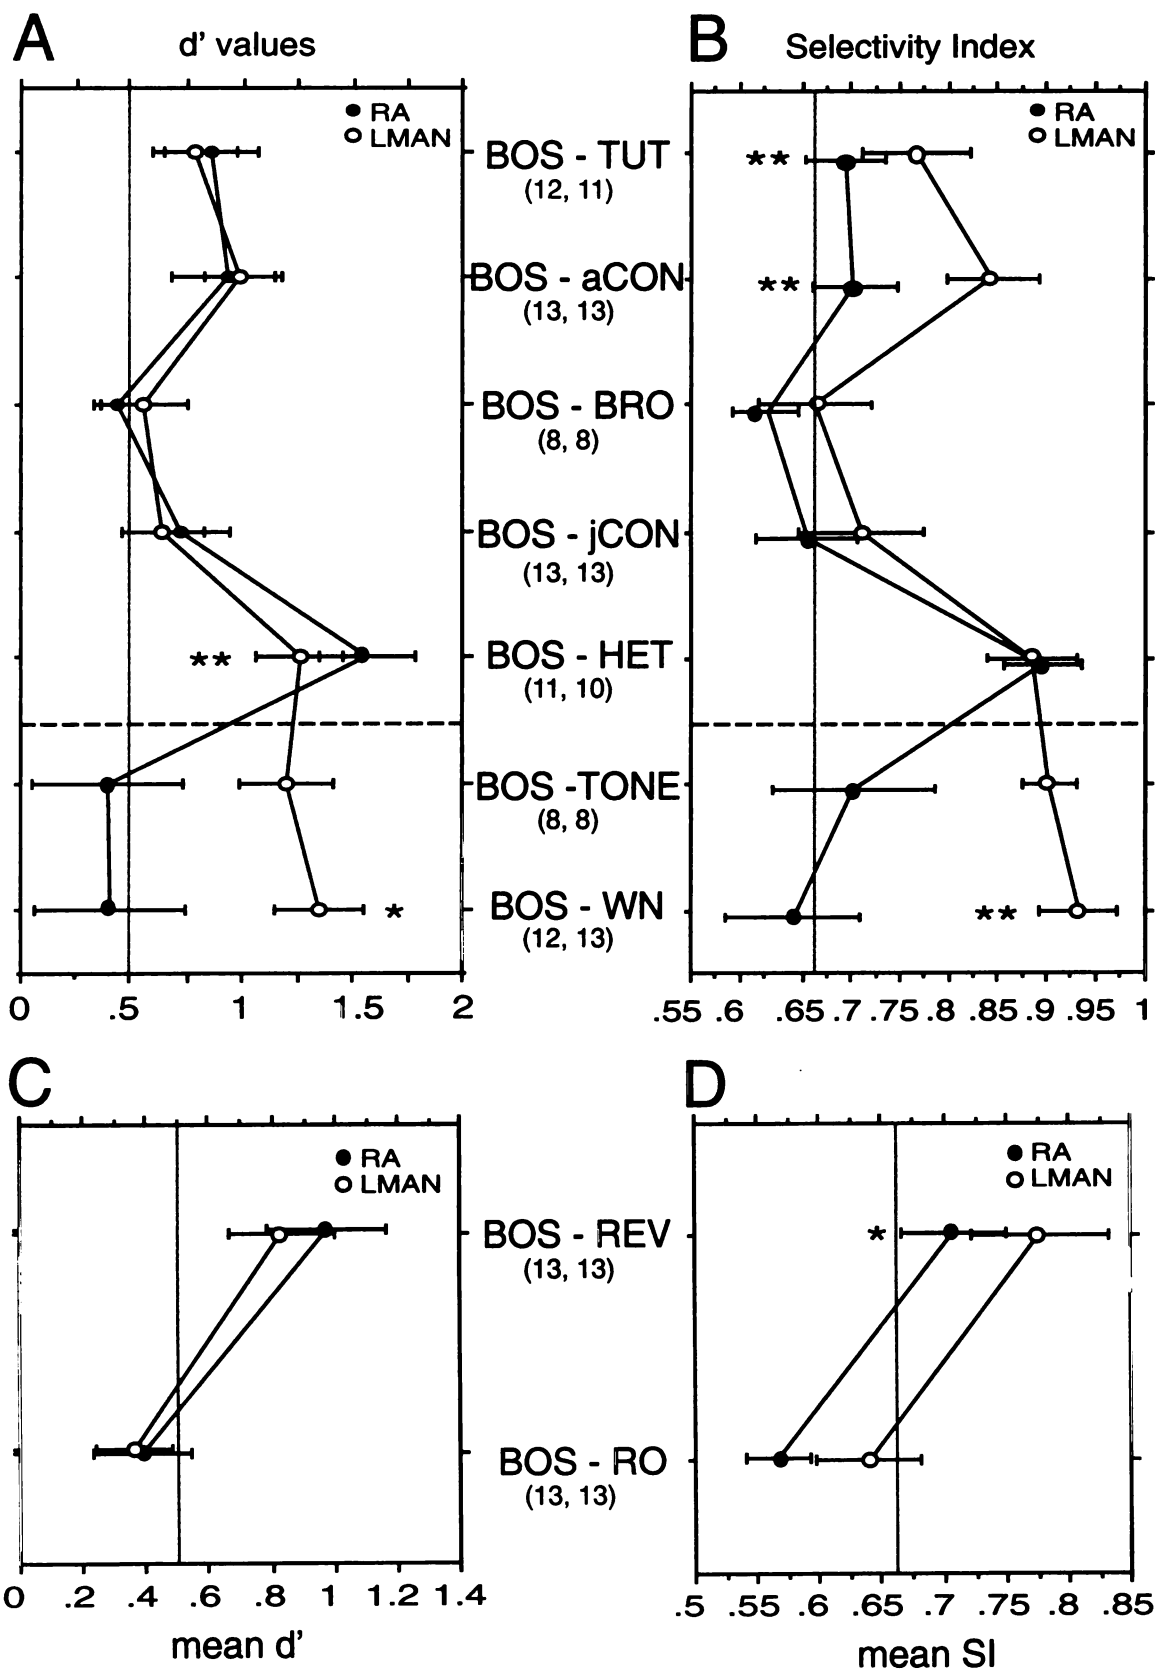 A
d' values
B
Selectivity Index
RA
LMAN
RA
LMAN
BOS - TUT
(12, 11)
**
BOS - aCON
(13, 13)
**
BOS - BRO
(8, 8)
BOS - jCON
(13, 13)
**
BOS - HET
(11, 10)
BOS -TONE
(8, 8)
*
BOS - WN
(12, 13)
**
0 .5 1 1.5 2
.55 .6 .65 .7 .75 .8 .85 .9 .95 1
C
D
RA
LMAN
RA
LMAN
BOS - REV
(13, 13)
*
BOS - RO
(13, 13)
0 .2 .4 .6 .8 1 1.2 1.4
.5 .55 .6 .65 .7 .75 .8 .85
mean d'
mean SI